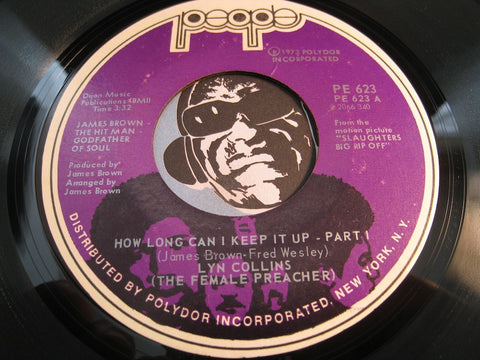 people
℗1973 POLYDOR
INCORPORATED
PE 623
PE 623 A
2066 340
From the
motion picture
"SLAUGHTERS
BIG RIP OFF"
Publications (BMI)
Time 3:32
JAMES BROWN -
THE HIT MAN -
GODFATHER
OF SOUL
Produced by
James Brown
Arranged by
James Brown
HOW LONG CAN I KEEP IT UP - PART I
(James Brown-Fred Wesley)
LYN COLLINS
(THE FEMALE PREACHER)
DISTRIBUTED BY POLYDOR INCORPORATED, NEW YORK, N.Y.